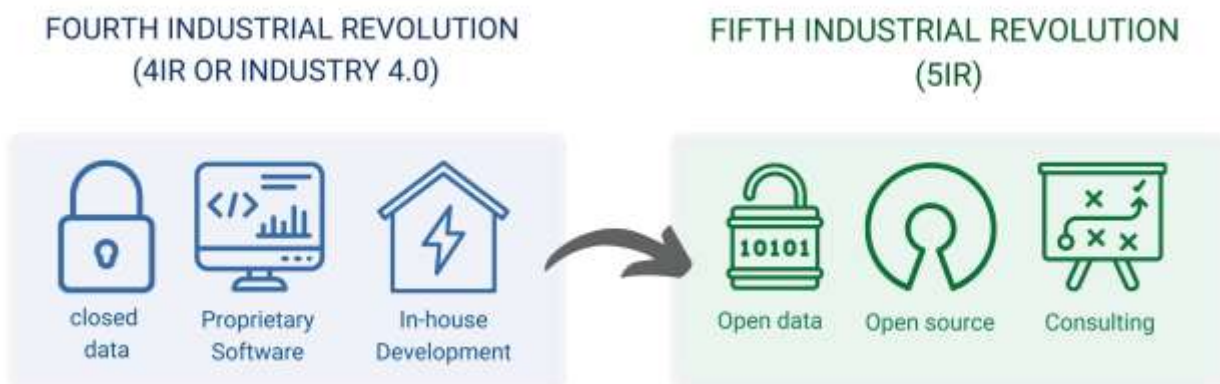 FOURTH INDUSTRIAL REVOLUTION
(4IR OR INDUSTRY 4.0)
</>
closed
data
Proprietary
Software
In-house
Development
FIFTH INDUSTRIAL REVOLUTION
(5IR)
10101
Open data
Open source
Consulting